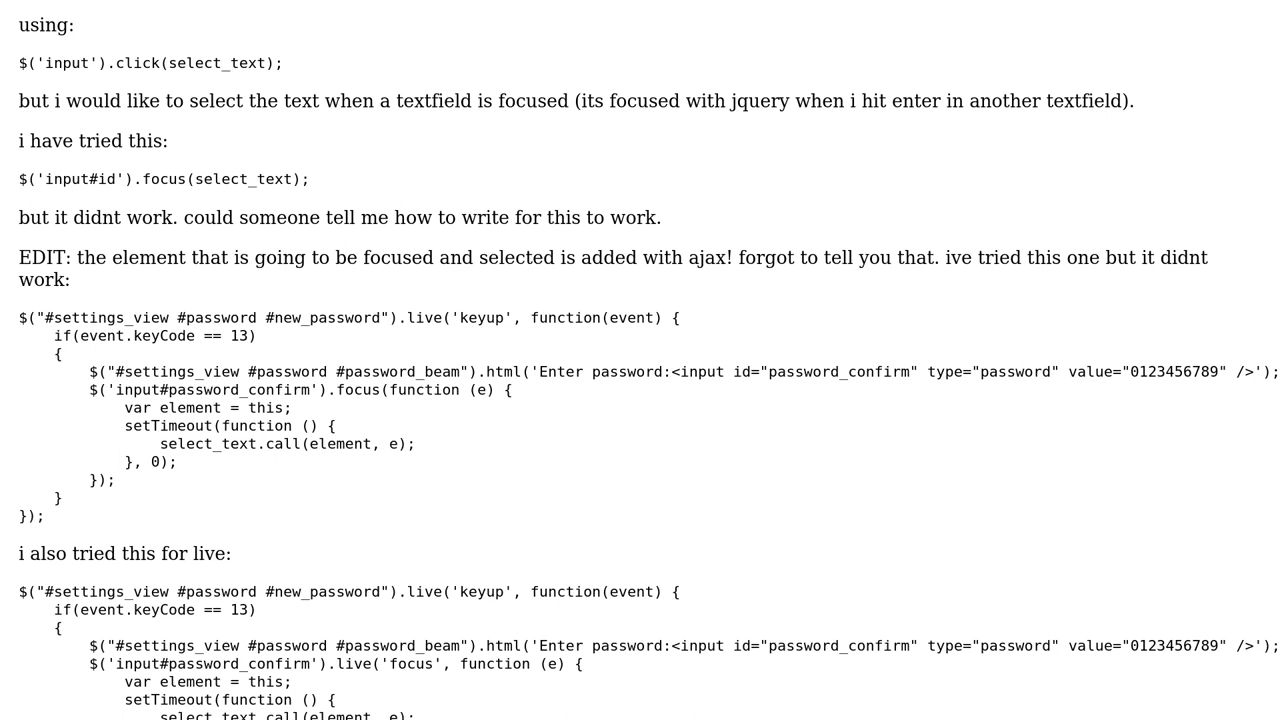 using:
$('input').click(select_text);
but i would like to select the text when a textfield is focused (its focused with jquery when i hit enter in another textfield).
i have tried this:
$('input#id').focus(select_text);
but it didnt work. could someone tell me how to write for this to work.
EDIT: the element that is going to be focused and selected is added with ajax! forgot to tell you that. ive tried this one but it didnt
work:
$("#settings_view #password #new_password").live('keyup', function(event) {
    if(event.keyCode == 13)
    {
        $("#settings_view #password #password_beam").html('Enter password:<input id="password_confirm" type="password" value="0123456789" />');
        $('input#password_confirm').focus(function (e) {
            var element = this;
            setTimeout(function () {
                select_text.call(element, e);
            }, 0);
        });
    }
});
i also tried this for live:
$("#settings_view #password #new_password").live('keyup', function(event) {
    if(event.keyCode == 13)
    {
        $("#settings_view #password #password_beam").html('Enter password:<input id="password_confirm" type="password" value="0123456789" />');
        $('input#password_confirm').live('focus', function (e) {
            var element = this;
            setTimeout(function () {
                select_text.call(element, e);